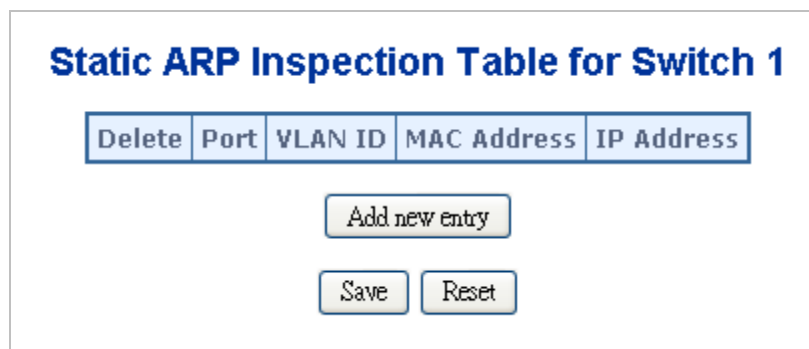 Static ARP Inspection Table for Switch 1
Delete Port VLAN ID MAC Address IP Address
Add new entry
Save Reset